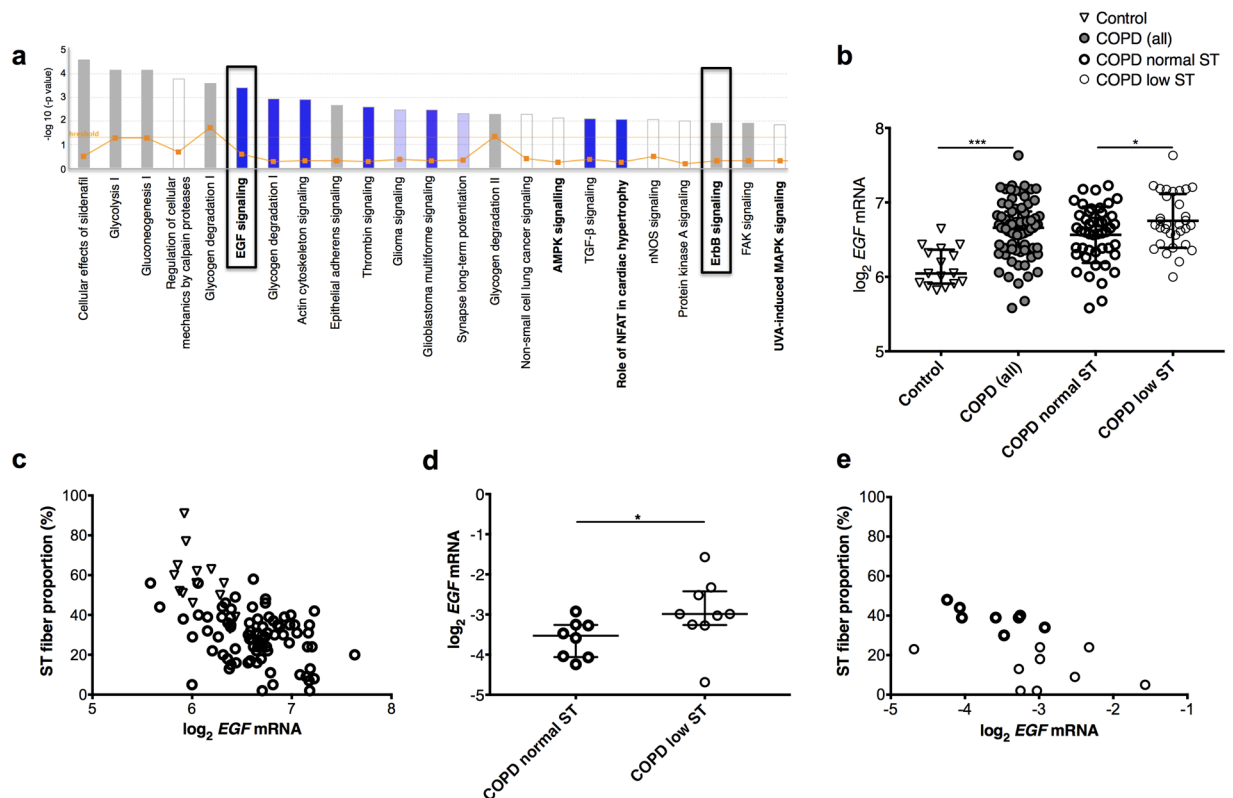 Control
COPD (all)
COPD normal ST
COPD low ST
a
5
4
3
2
1
0
-log 10 (-p value)
threshold
Cellular effects of sildenafil
Glycolysis I
Gluconeogenesis I
Regulation of cellular
mechanics by calpain proteases
Glycogen degradation I
EGF signaling
Glycogen degradation I
Actin cytoskeleton signaling
Epithelial adherens signaling
Thrombin signaling
Glioma signaling
Glioblastoma multiforme signaling
Synapse long-term potentiation
Glycogen degradation II
Non-small cell lung cancer signaling
AMPK signalling
TGF-β signaling
Role of NFAT in cardiac hypertrophy
nNOS signaling
Protein kinase A signaling
ErbB signaling
FAK signaling
UVA-induced MAPK signaling
b
8
7
6
5
log2 EGF mRNA
***
*
Control
COPD (all)
COPD normal ST
COPD low ST
c
100
80
60
40
20
0
ST fiber proportion (%)
5 6 7 8
log2 EGF mRNA
d
0
-1
-2
-3
-4
-5
log2 EGF mRNA
*
COPD normal ST
COPD low ST
e
100
80
60
40
20
0
ST fiber proportion (%)
-5 -4 -3 -2 -1
log2 EGF mRNA